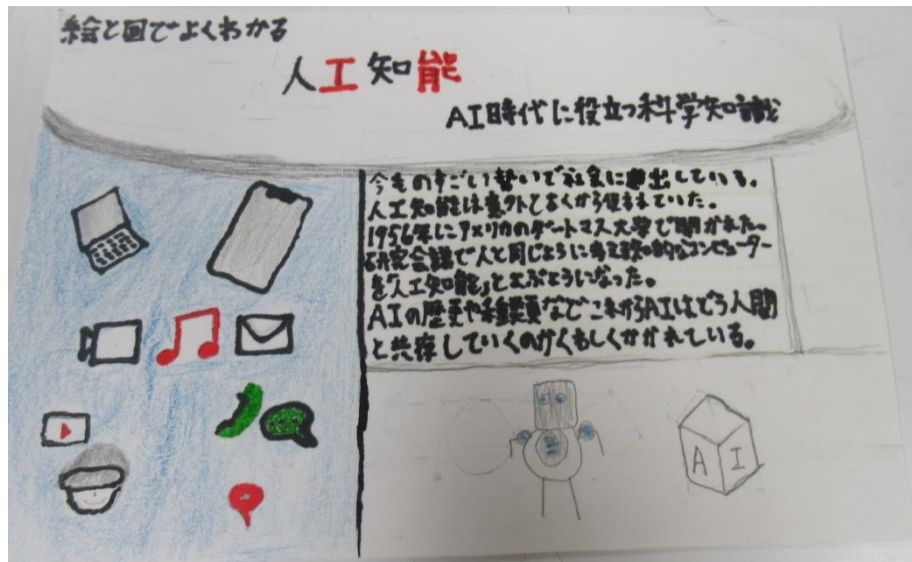 絵と図でよくわかる
人工知能
AI時代に役立つ科学知識
今ものすごい勢いで社会に進出している。
人工知能は意外と古くから使われていた。
1956年にアメリカのダートマス大学で開かれた
研究会議で人と同じように考える知的なコンピューター
を「人工知能」とよぶようになった。
AIの歴史や種類などこれからAIはどう人間
と共存していくのかくわしくかかれている。
A I